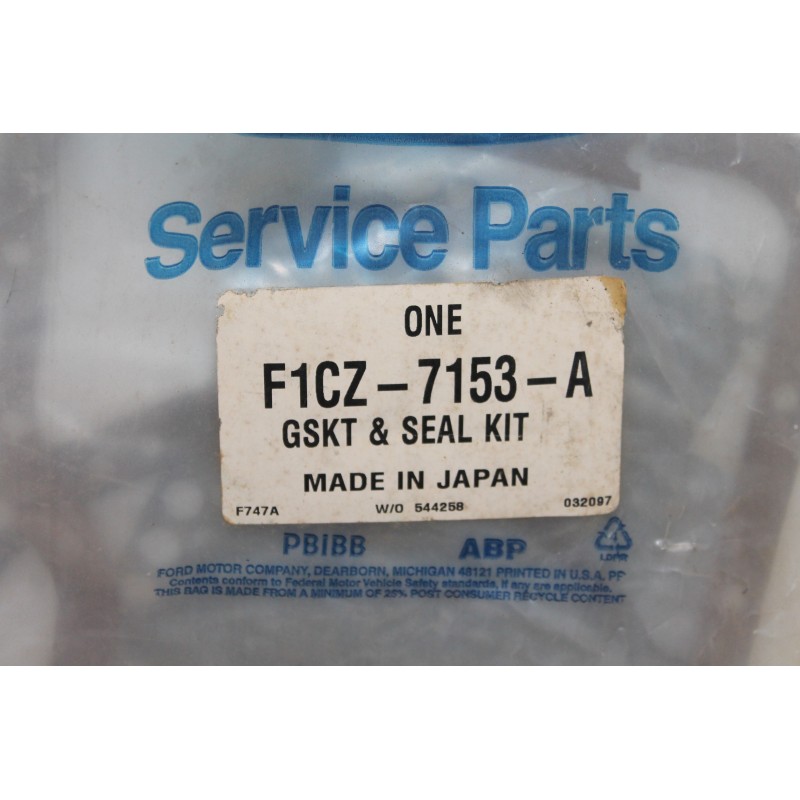 Service Parts
ONE
F1CZ-7153-A
GSKT & SEAL KIT
MADE IN JAPAN
F747A W/O 544258 032097
PBIBB ABP
LDPR
FORD MOTOR COMPANY, DEARBORN, MICHIGAN 48121 PRINTED IN U.S.A. PF
Contents conform to Federal Motor Vehicle Safety standards, if any are applicable.
THIS BAG IS MADE FROM A MINIMUM OF 25% POST CONSUMER RECYCLE CONTENT